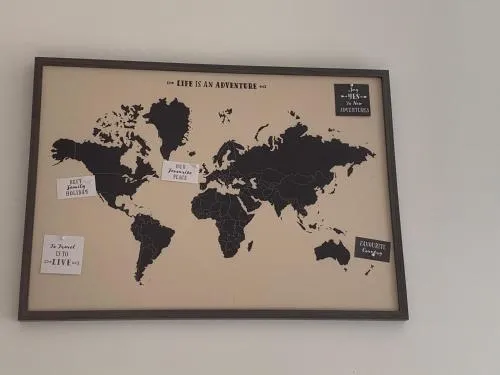 LIFE IS AN ADVENTURE
Say
YES
to New
ADVENTURES
OUR
Favourite
PLACE
BEST
Family
HOLIDAY
To Travel
IS TO
LIVE
FAVOURITE
Country